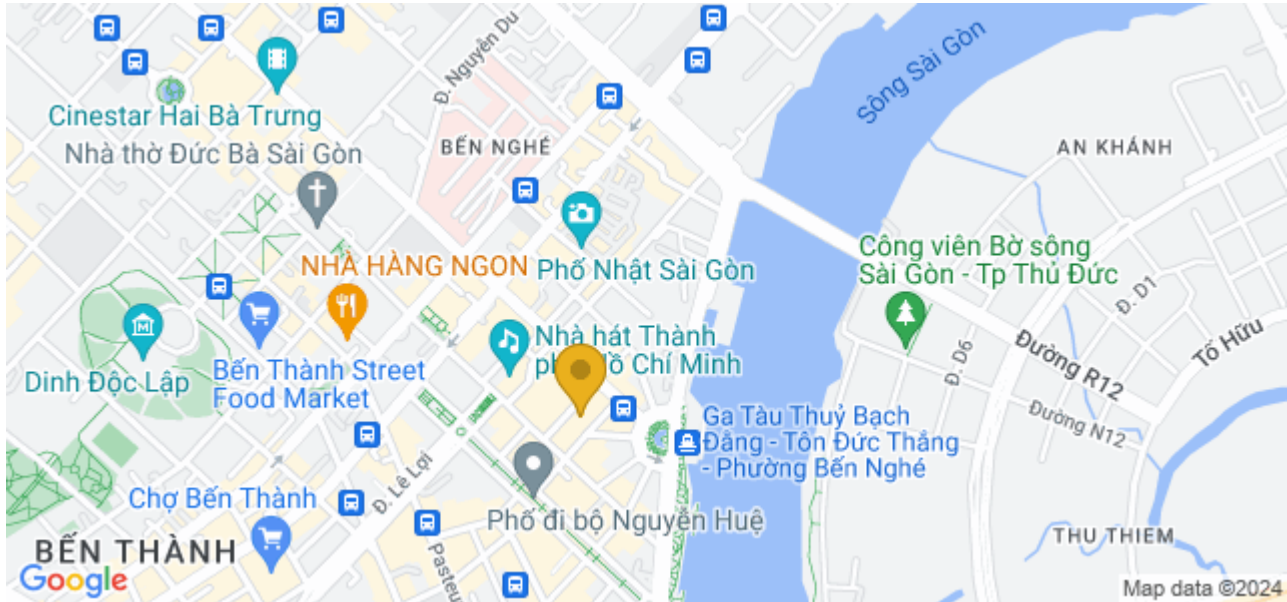 Đ. Nguyễn Du
Sông Sài Gòn
Cinestar Hai Bà Trưng
Nhà thờ Đức Bà Sài Gòn
BẾN NGHÉ
AN KHÁNH
NHÀ HÀNG NGON
Phố Nhật Sài Gòn
Công viên Bờ sông
Sài Gòn - Tp Thủ Đức
Đ. D1
Dinh Độc Lập
Bến Thành Street
Food Market
Nhà hát Thành
Hồ Chí Minh
Đường R12
Tố Hữu
Đ. D6
Đường N12
Ga Tàu Thuỷ Bạch
Đằng - Tôn Đức Thắng
- Phường Bến Nghé
Đ. Lê Lợi
Chợ Bến Thành
Phố đi bộ Nguyễn Huệ
Pasteur
BẾN THÀNH
THU THIEM
Google
Map data ©2024